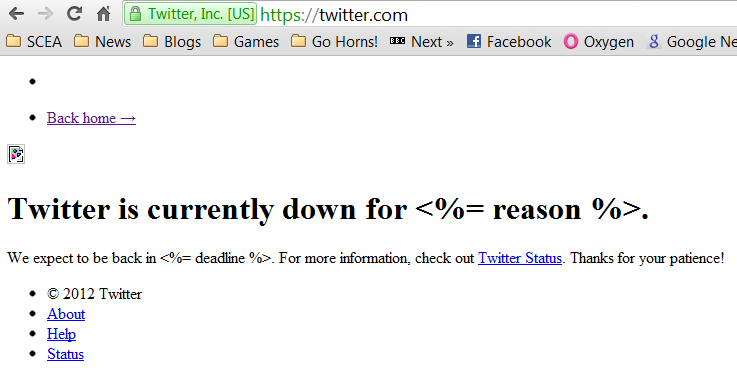 Twitter, Inc. [US] https://twitter.com
SCEA News Blogs Games Go Horns! BBC Next » Facebook Oxygen g Google Ne
Back home →
Twitter is currently down for <%= reason %>.
We expect to be back in <%= deadline %>. For more information, check out Twitter Status. Thanks for your patience!
© 2012 Twitter
About
Help
Status